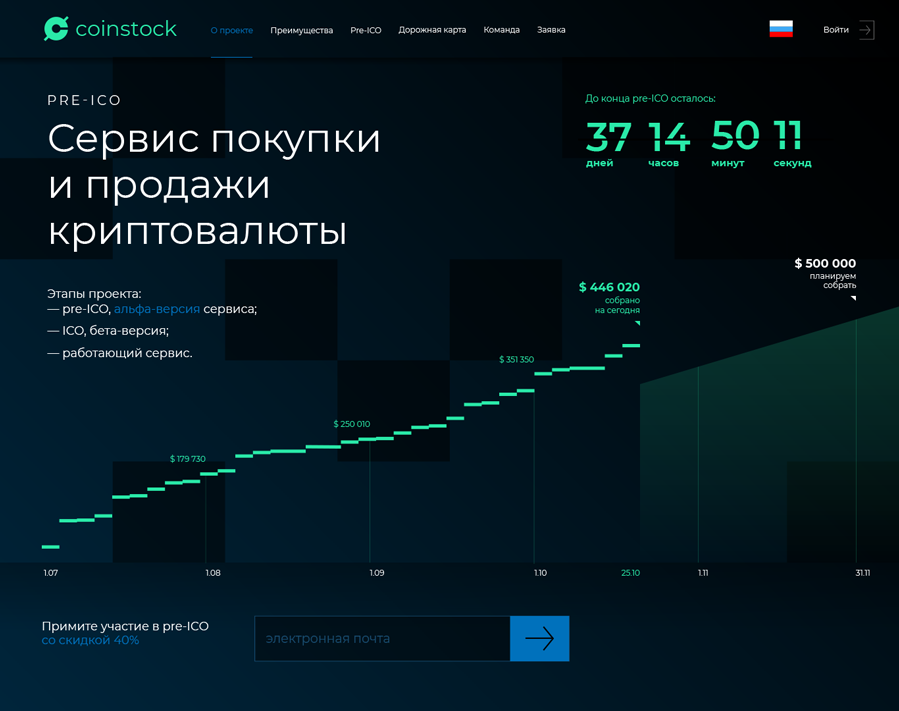 coinstock
О проекте
Преимущества
Pre-ICO
Дорожная карта
Команда
Заявка
Войти
PRE-ICO
Сервис покупки
и продажи
криптовалюты
До конца pre-ICO осталось:
37 14 50 11
дней часов минут секунд
$ 500 000
планируем
собрать
$ 446 020
собрано
на сегодня
Этапы проекта:
— pre-ICO, альфа-версия сервиса;
— ICO, бета-версия;
— работающий сервис.
$ 351 350
$ 250 010
$ 179 730
1.07 1.08 1.09 1.10 25.10 1.11 31.11
Примите участие в pre-ICO
со скидкой 40%
электронная почта